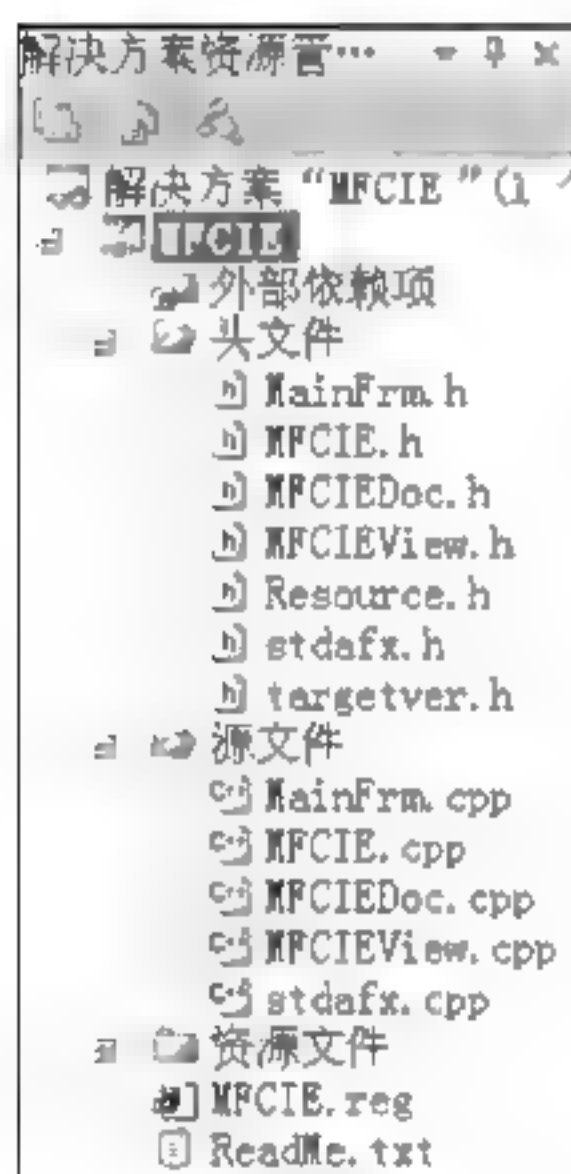 解决方案资源管…
解决方案“MFCIE”(1 个
MFCIE
外部依赖项
头文件
MainFrm.h
MFCIE.h
MFCIEDoc.h
MFCIEView.h
Resource.h
stdafx.h
targetver.h
源文件
MainFrm.cpp
MFCIE.cpp
MFCIEDoc.cpp
MFCIEView.cpp
stdafx.cpp
资源文件
MFCIE.reg
ReadMe.txt